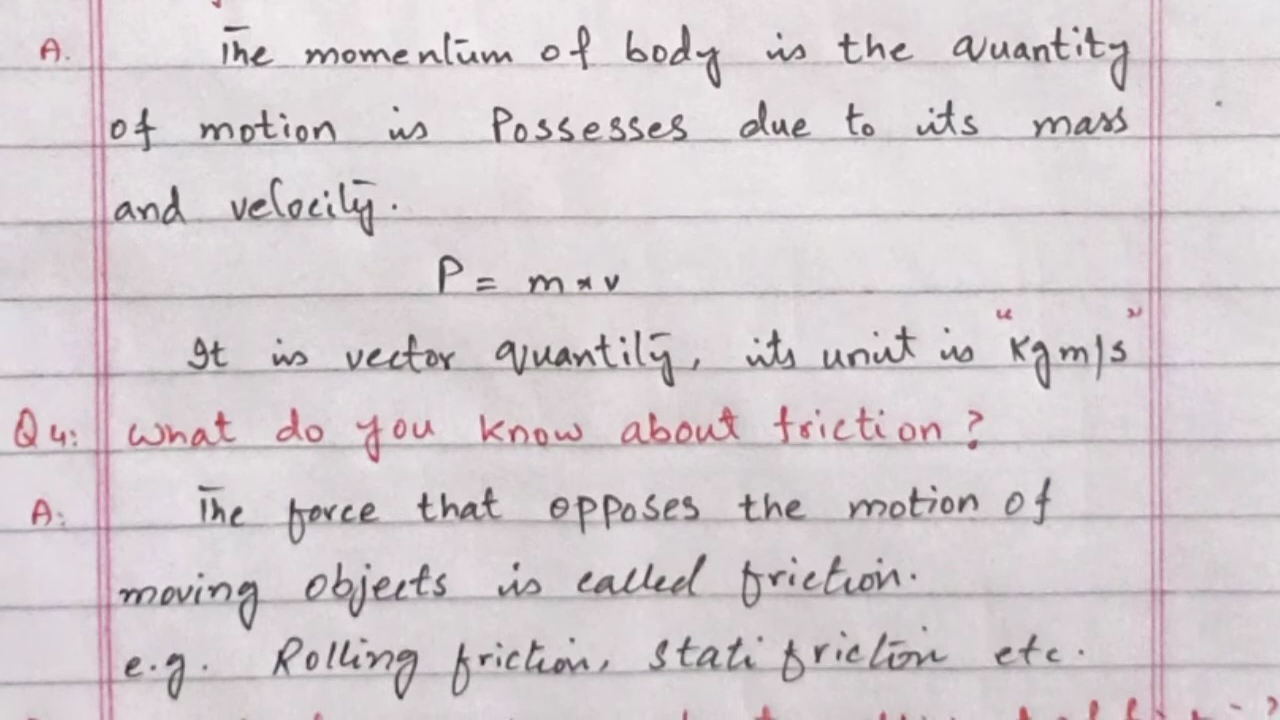 A. The momentum of body is the quantity
of motion is Possesses due to its mass
and velocity.
P = m × v
It is vector quantity, its unit is "Kgm/s"
Q4: What do you know about friction?
A: The force that opposes the motion of
moving objects is called friction.
e.g. Rolling friction, stati friction etc.